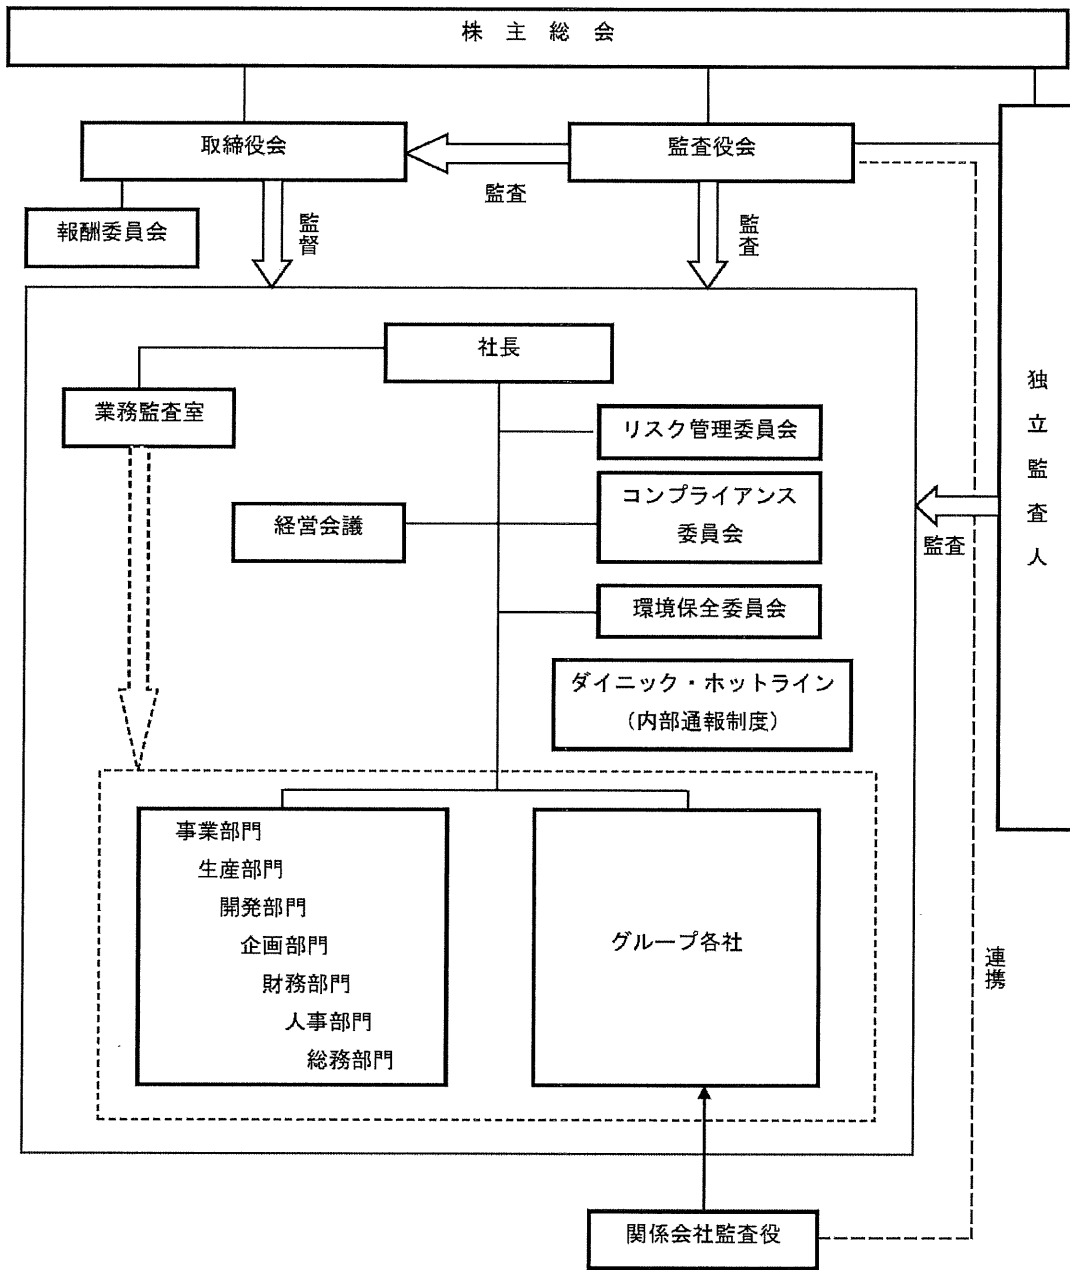 株主総会
取締役会
監査役会
監査
報酬委員会
監督
監査
社長
業務監査室
リスク管理委員会
コンプライアンス
委員会
経営会議
環境保全委員会
ダイニック・ホットライン
（内部通報制度）
独立監査人
監査
事業部門
生産部門
開発部門
企画部門
財務部門
人事部門
総務部門
グループ各社
連携
関係会社監査役